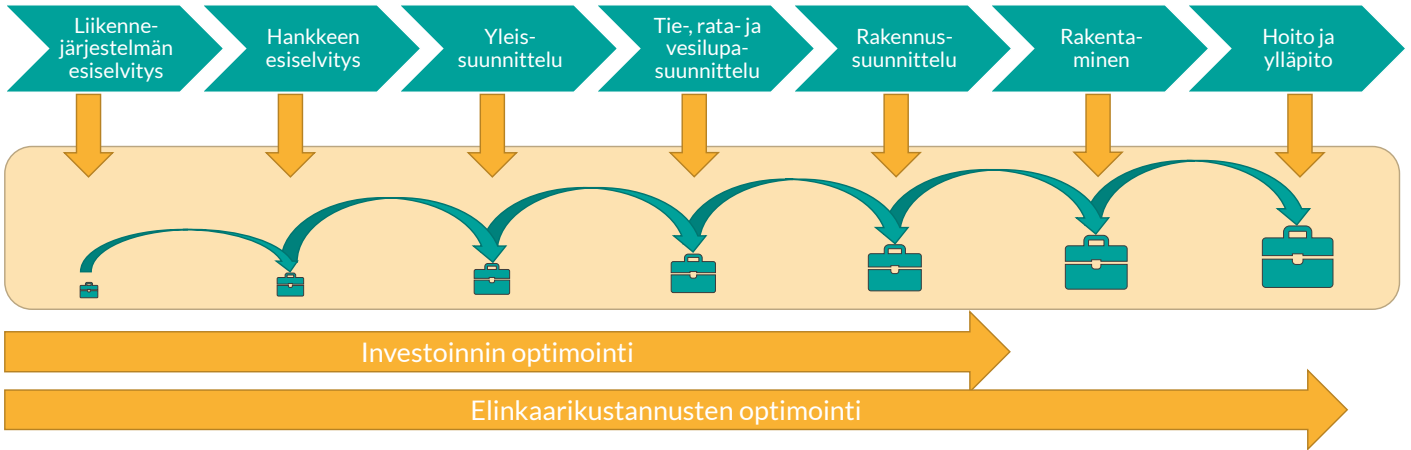 Liikenne-
järjestelmän
esiselvitys
Hankkeen
esiselvitys
Yleis-
suunnittelu
Tie-, rata- ja
vesilupa-
suunnittelu
Rakennus-
suunnittelu
Rakenta-
minen
Hoito ja
ylläpito
Investoinnin optimointi
Elinkaarikustannusten optimointi